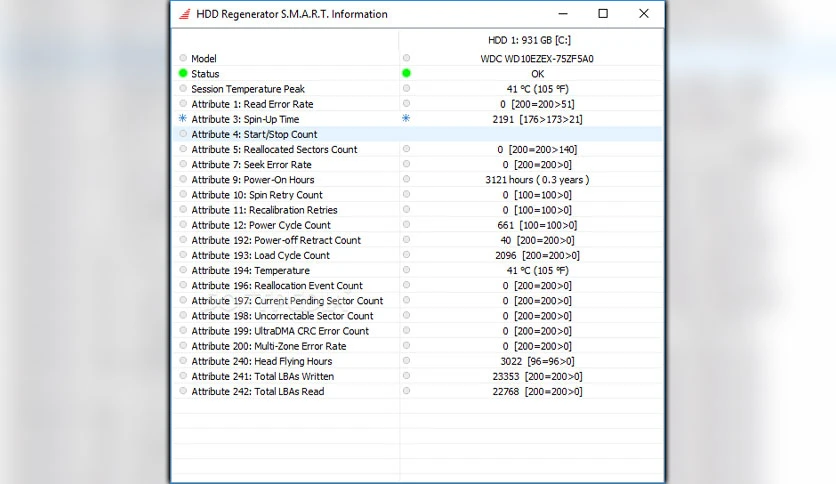 HDD Regenerator S.M.A.R.T. Information
HDD 1: 931 GB [C:]
Model WDC WD10EZEX-75ZF5A0
Status OK
Session Temperature Peak 41 ºC (105 ºF)
Attribute 1: Read Error Rate 0 [200=200>51]
Attribute 3: Spin-Up Time 2191 [176>173>21]
Attribute 4: Start/Stop Count
Attribute 5: Reallocated Sectors Count 0 [200=200>140]
Attribute 7: Seek Error Rate 0 [200=200>0]
Attribute 9: Power-On Hours 3121 hours ( 0.3 years )
Attribute 10: Spin Retry Count 0 [100=100>0]
Attribute 11: Recalibration Retries 0 [100=100>0]
Attribute 12: Power Cycle Count 661 [100=100>0]
Attribute 192: Power-off Retract Count 40 [200=200>0]
Attribute 193: Load Cycle Count 2096 [200=200>0]
Attribute 194: Temperature 41 ºC (105 ºF)
Attribute 196: Reallocation Event Count 0 [200=200>0]
Attribute 197: Current Pending Sector Count 0 [200=200>0]
Attribute 198: Uncorrectable Sector Count 0 [200=200>0]
Attribute 199: UltraDMA CRC Error Count 0 [200=200>0]
Attribute 200: Multi-Zone Error Rate 0 [200=200>0]
Attribute 240: Head Flying Hours 3022 [96=96>0]
Attribute 241: Total LBAs Written 23353 [200=200>0]
Attribute 242: Total LBAs Read 22768 [200=200>0]